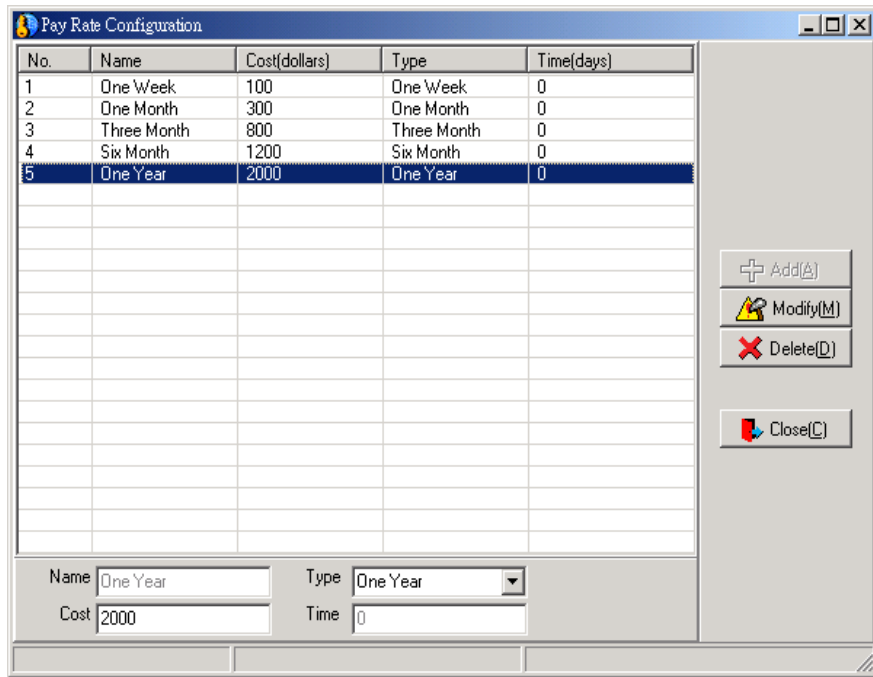 Pay Rate Configuration
No. Name Cost(dollars) Type Time(days)
1 One Week 100 One Week 0
2 One Month 300 One Month 0
3 Three Month 800 Three Month 0
4 Six Month 1200 Six Month 0
5 One Year 2000 One Year 0
Add(A)
Modify(M)
Delete(D)
Close(C)
Name One Year Type One Year
Cost 2000 Time 0